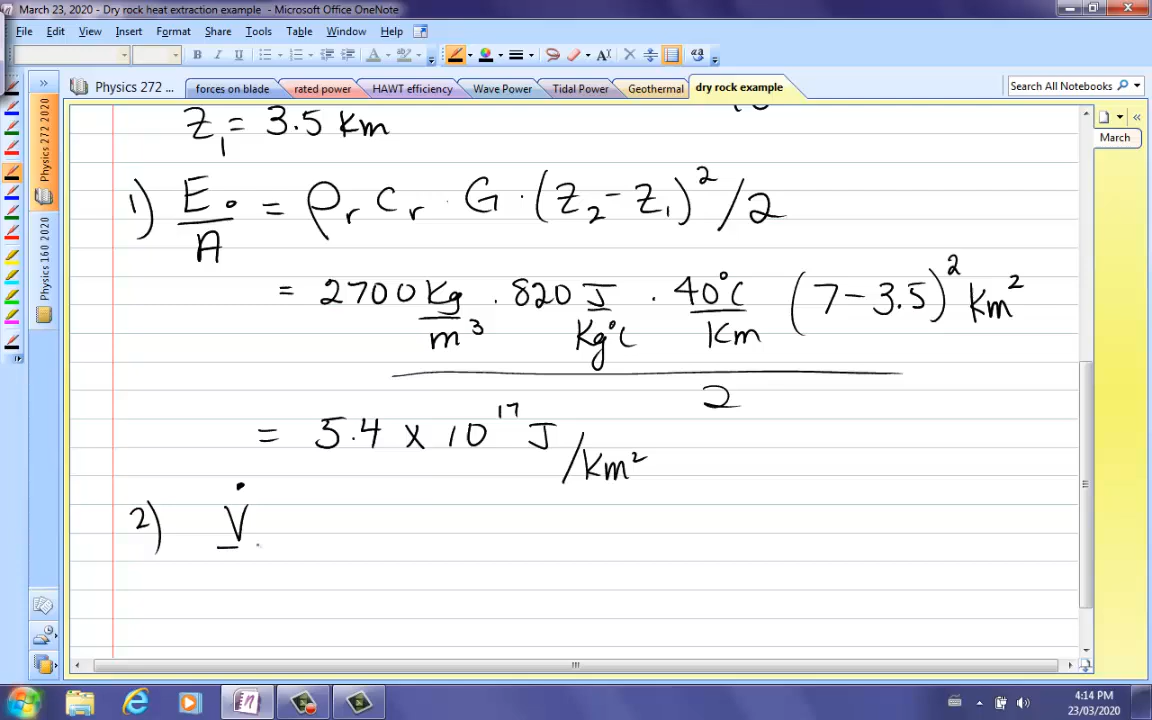 March 23, 2020 - Dry rock heat extraction example - Microsoft Office OneNote
File Edit View Insert Format Share Tools Table Window Help
B I U A ab A
Physics 272 ... forces on blade rated power HAWT efficiency Wave Power Tidal Power Geothermal dry rock example Search All Notebooks
March
Physics 272 2020
Physics 160 2020
Z₁ = 3.5 Km
1) E₀/A = ρᵣ Cᵣ · G · (Z₂ − Z₁)²/2
= 2700 Kg/m³ · 820 J/Kg°C · 40°C/Km (7 − 3.5)² Km²
2
= 5.4 x 10¹⁷ J/Km²
2) V̇
4:14 PM
23/03/2020